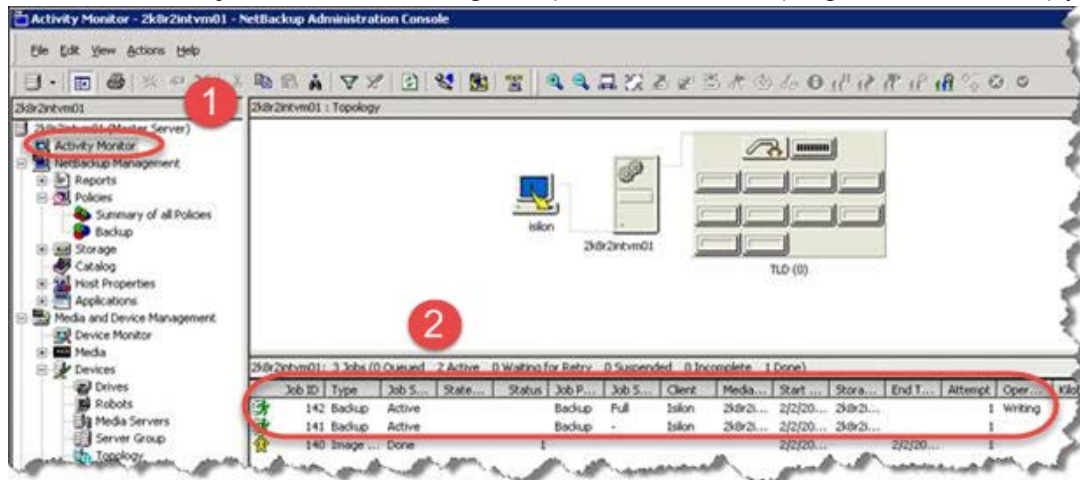 Activity Monitor - 2k8r2intvm01 - NetBackup Administration Console
File Edit View Actions Help
1
2k8r2intvm01
2k8r2intvm01 : Topology
2k8r2intvm01 (Master Server)
Activity Monitor
NetBackup Management
Reports
Policies
Summary of all Policies
Backup
Storage
Catalog
Host Properties
Applications
Media and Device Management
Device Monitor
Media
Devices
Drives
Robots
Media Servers
Server Group
Topology
isilon
2k8r2intvm01
TLD (0)
2
2k8r2intvm01: 3 Jobs (0 Queued 2 Active 0 Waiting for Retry 0 Suspended 0 Incomplete 1 Done)
Job ID Type Job S... State... Status Job P... Job S... Client Media... Start ... Stora... End T... Attempt Oper... Kilo
142 Backup Active Backup Full Isilon 2k8r2i... 2/2/20... 2k8r2i... 1 Writing
141 Backup Active Backup - Isilon 2k8r2i... 2/2/20... 2k8r2i... 1
140 Image ... Done 1 2/2/20... 2/2/20... 1